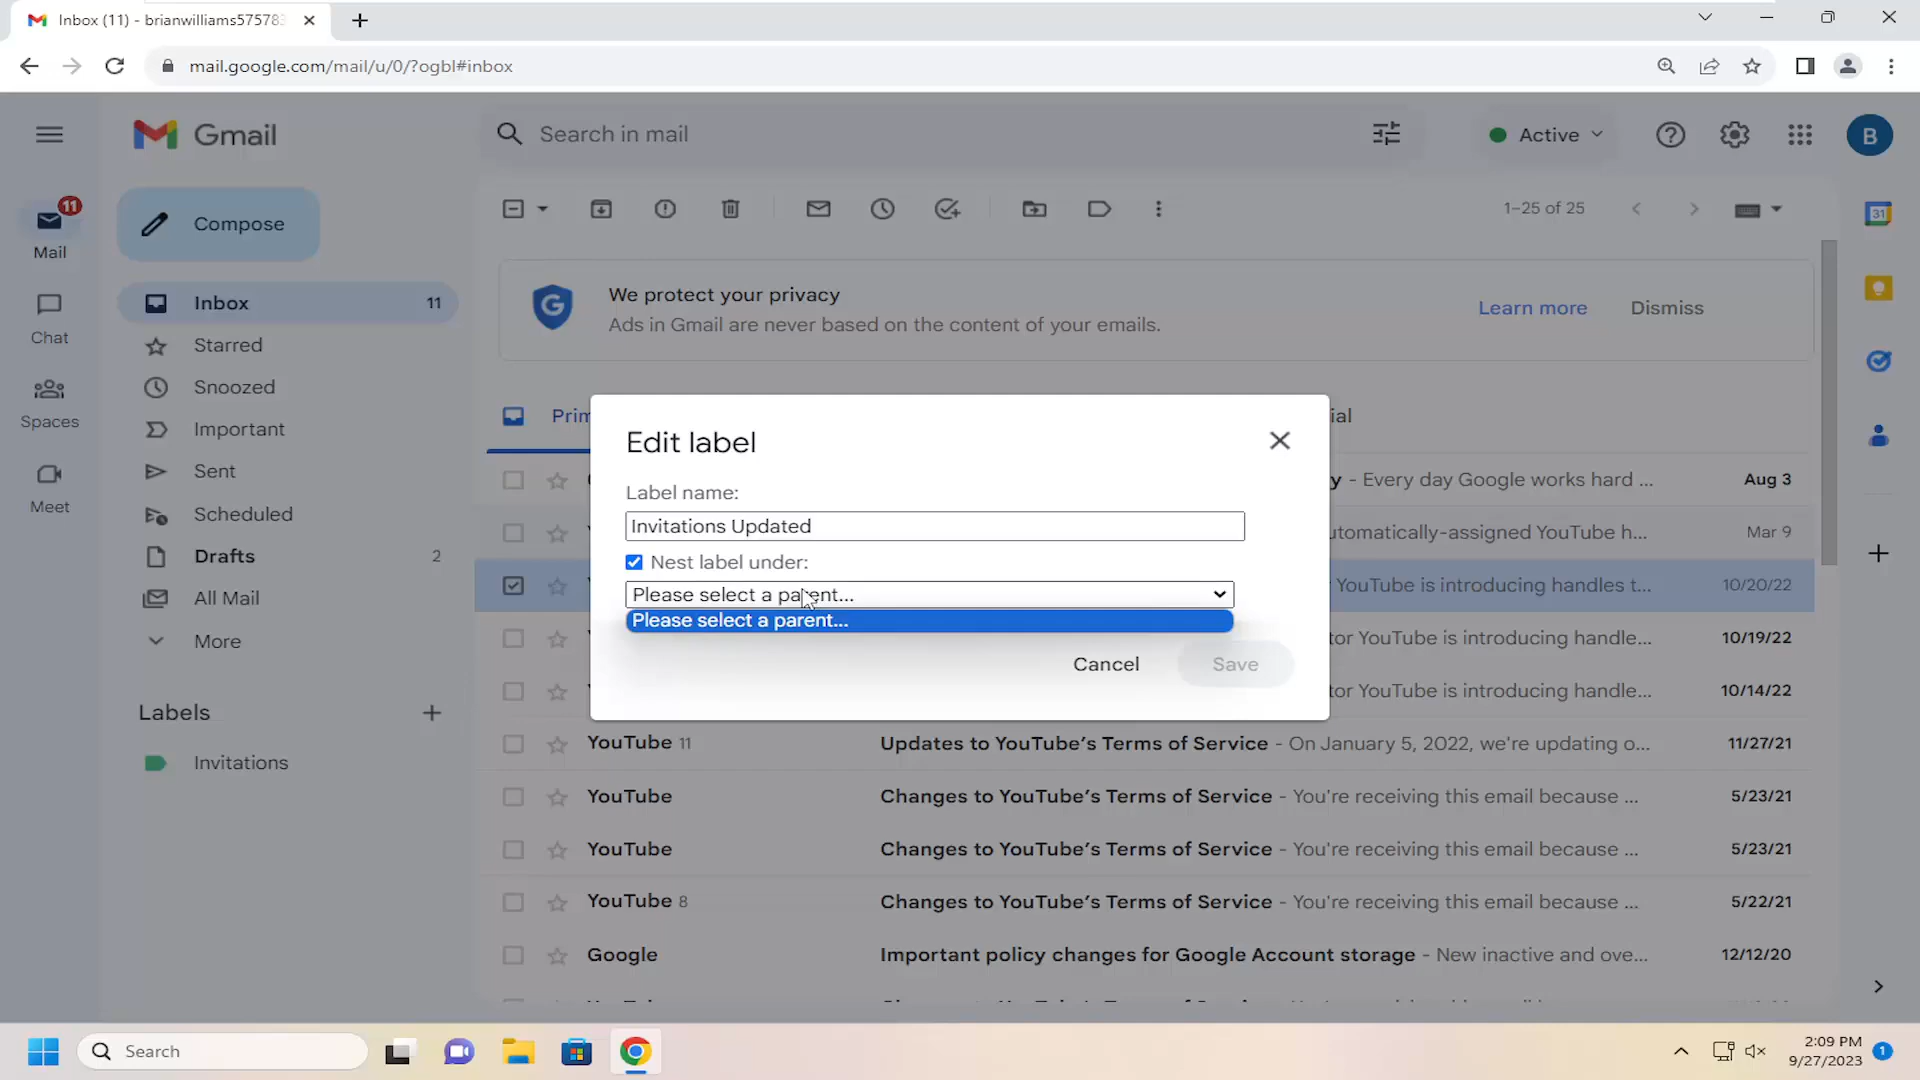 Inbox (11) - brianwilliams575783
mail.google.com/mail/u/0/?ogbl#inbox
Gmail
Search in mail
Active
B
11
Mail
Compose
1–25 of 25
31
We protect your privacy
Ads in Gmail are never based on the content of your emails.
Learn more
Dismiss
Inbox 11
Chat
Starred
Snoozed
Spaces
Important
Sent
Meet
Scheduled
Drafts 2
All Mail
More
Labels
Invitations
Prim
ial
Edit label
Label name:
Invitations Updated
Nest label under:
Please select a parent...
Please select a parent...
Cancel
Save
y - Every day Google works hard ... Aug 3
utomatically-assigned YouTube h... Mar 9
YouTube is introducing handles t... 10/20/22
tor YouTube is introducing handle... 10/19/22
tor YouTube is introducing handle... 10/14/22
YouTube 11 Updates to YouTube's Terms of Service - On January 5, 2022, we're updating o... 11/27/21
YouTube Changes to YouTube's Terms of Service - You're receiving this email because ... 5/23/21
YouTube Changes to YouTube's Terms of Service - You're receiving this email because ... 5/23/21
YouTube 8 Changes to YouTube's Terms of Service - You're receiving this email because ... 5/22/21
Google Important policy changes for Google Account storage - New inactive and ove... 12/12/20
Search
2:09 PM
9/27/2023
1